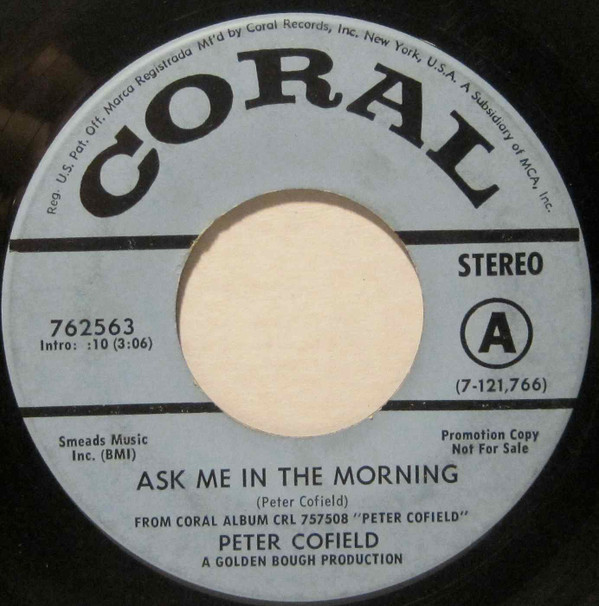 Reg. U.S. Pat. Off. Marca Registrada Mf'd by Coral Records, Inc. New York, U.S.A. A Subsidiary of MCA, Inc.
CORAL
STEREO
762563
Intro: :10 (3:06)
A
(7-121,766)
Smeads Music
Inc. (BMI)
Promotion Copy
Not For Sale
ASK ME IN THE MORNING
(Peter Cofield)
FROM CORAL ALBUM CRL 757508 "PETER COFIELD"
PETER COFIELD
A GOLDEN BOUGH PRODUCTION